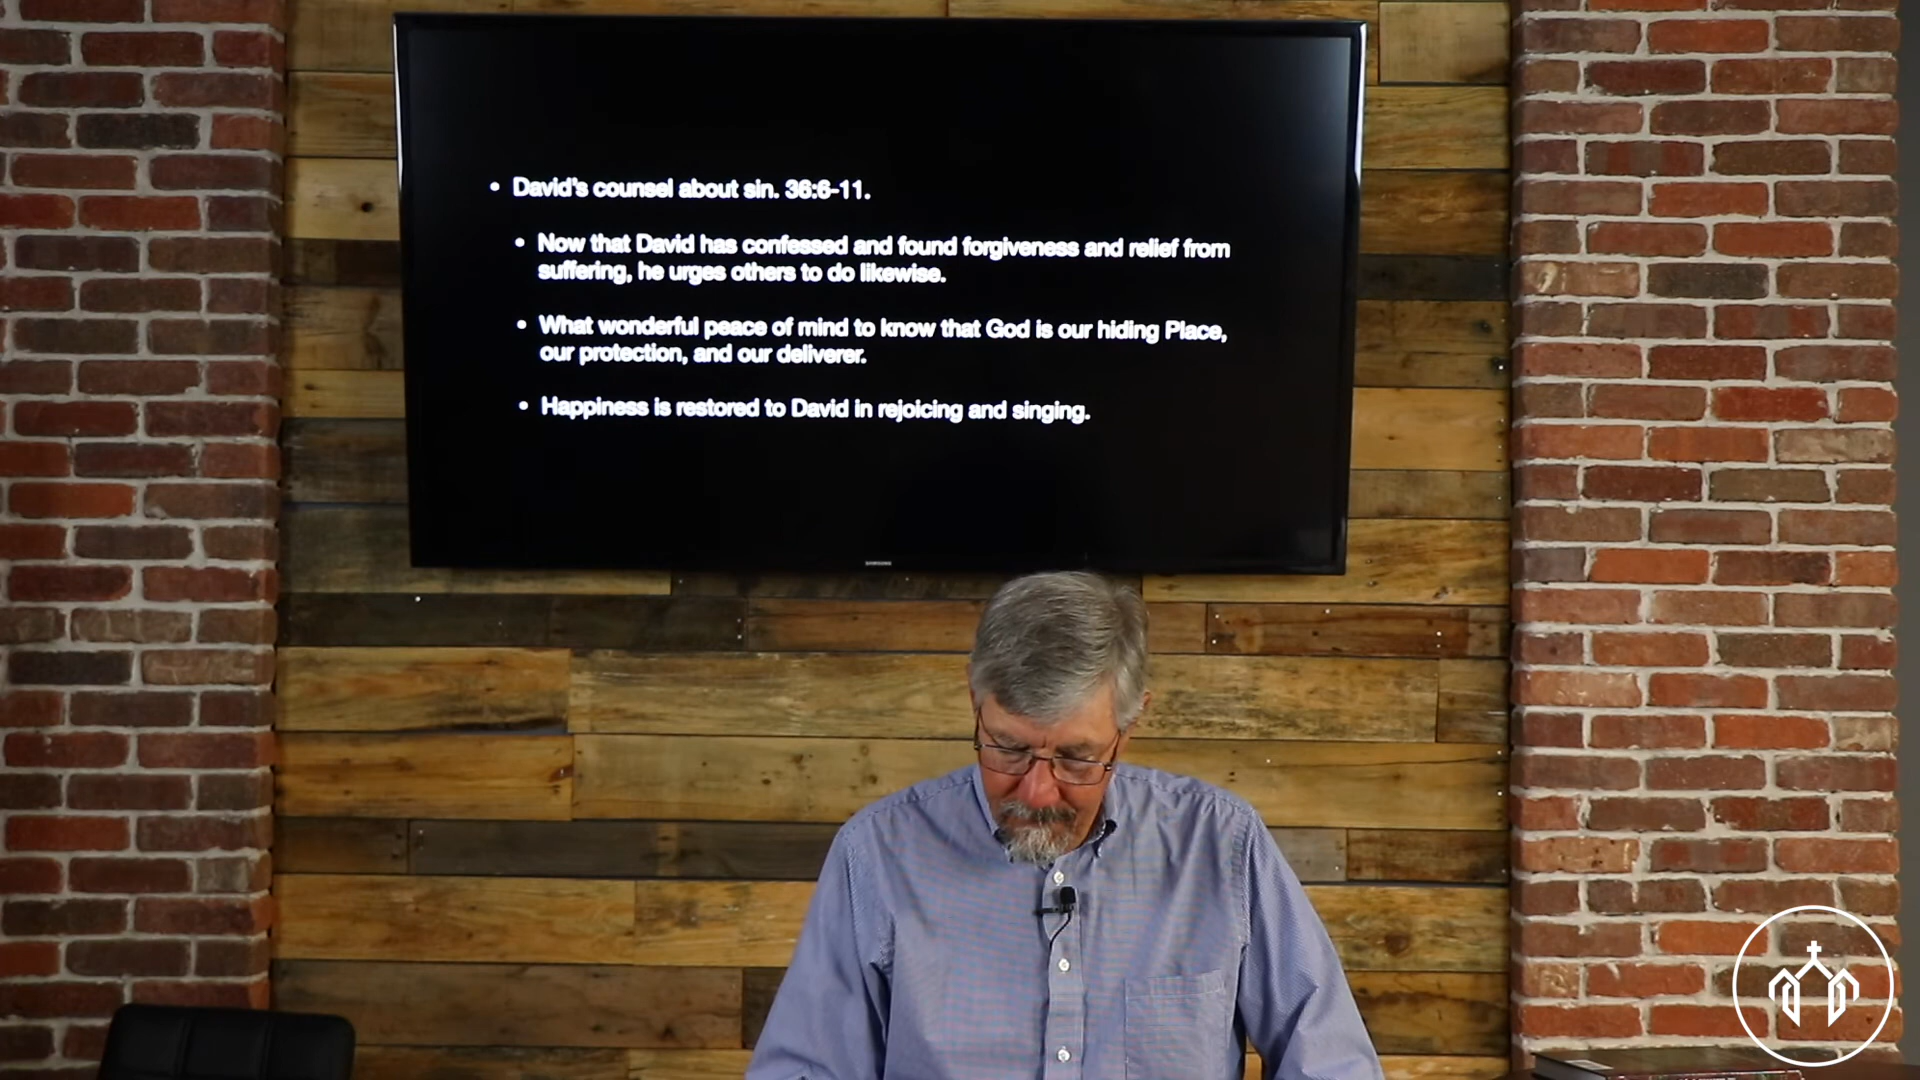 • David's counsel about sin. 36:6-11.
• Now that David has confessed and found forgiveness and relief from
suffering, he urges others to do likewise.
• What wonderful peace of mind to know that God is our hiding Place,
our protection, and our deliverer.
• Happiness is restored to David in rejoicing and singing.
SAMSUNG